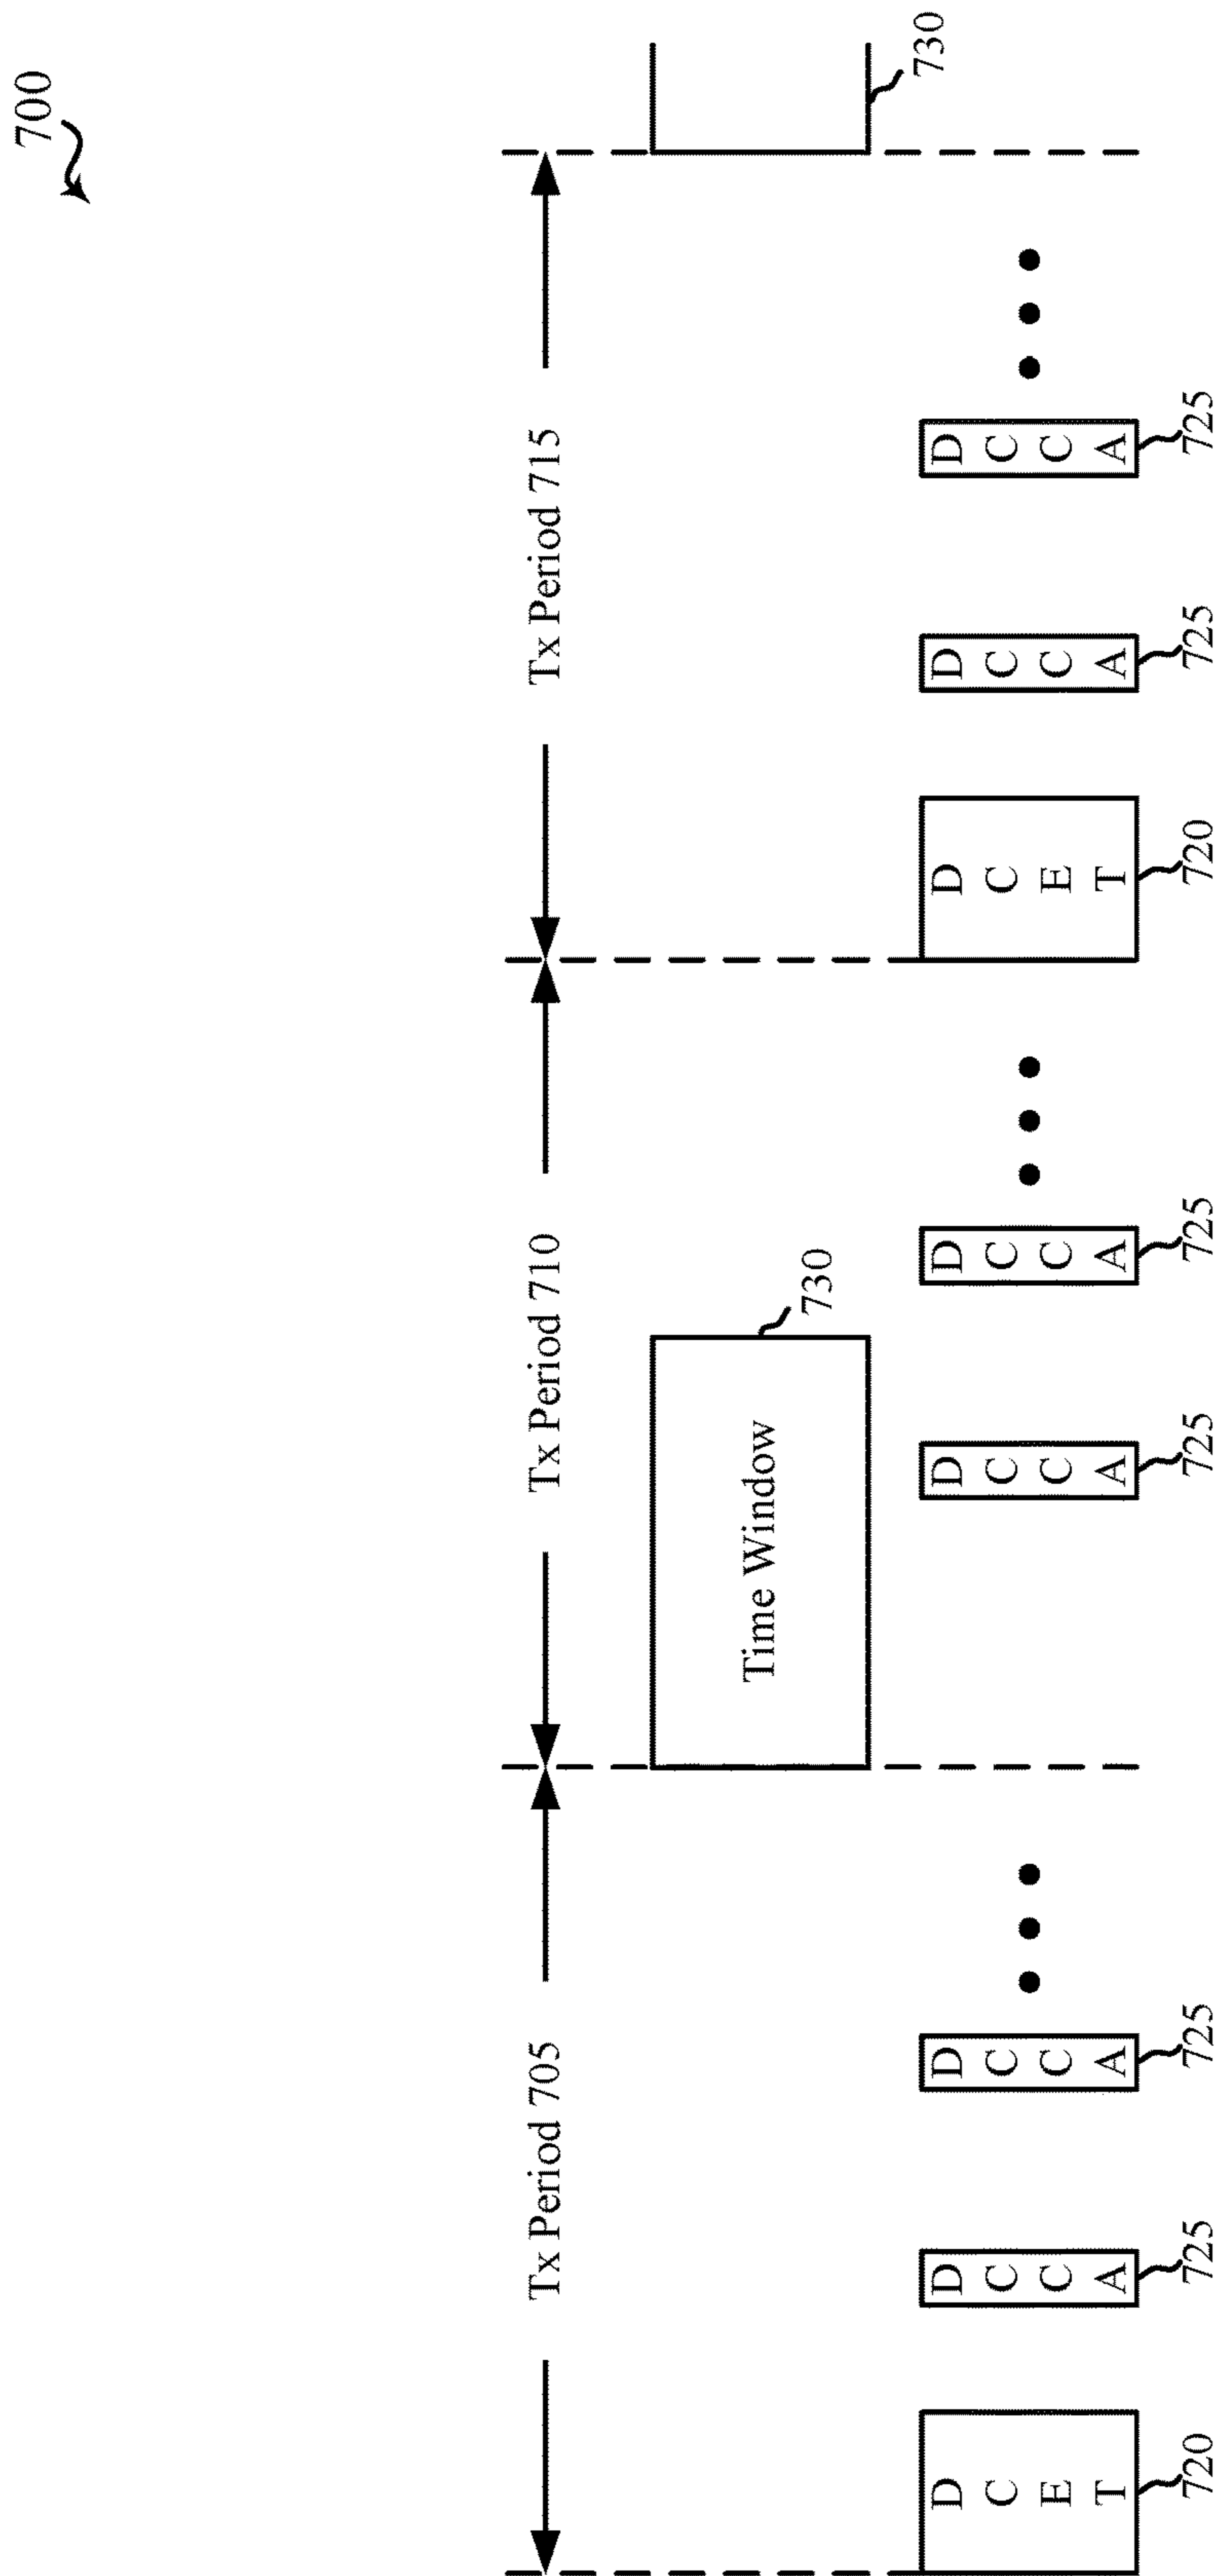 700
Tx Period 705
Tx Period 710
Tx Period 715
Time Window
730
730
DCET
DCCA
DCCA
DCCA
DCCA
DCET
DCCA
DCCA
720
725
725
725
725
720
725
725